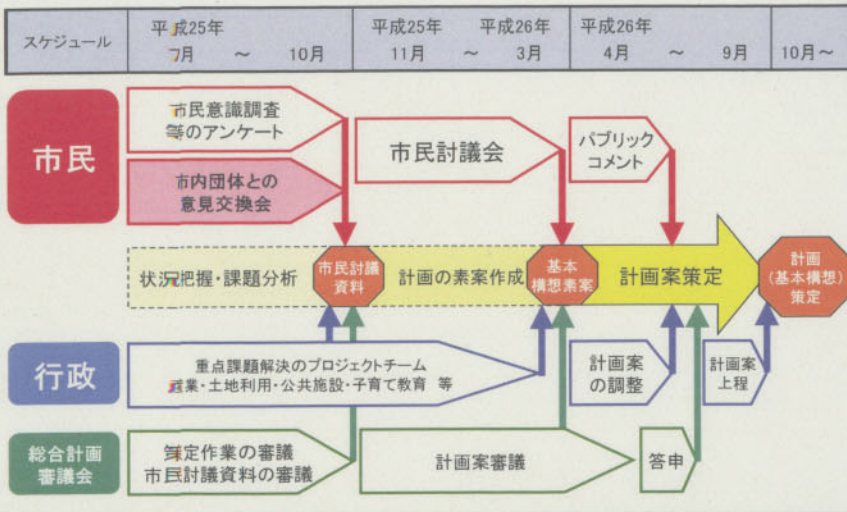 スケジュール
平成25年
7月 ～ 10月
平成25年 平成26年
11月 ～ 3月
平成26年
4月 ～ 9月
10月～
市民
市民意識調査
等のアンケート
市内団体との
意見交換会
市民討議会
パブリック
コメント
状況把握・課題分析
市民討議
資料
計画の素案作成
基本
構想素案
計画案策定
計画
(基本構想)
策定
行政
重点課題解決のプロジェクトチーム
産業・土地利用・公共施設・子育て教育 等
計画案
の調整
計画案
上程
総合計画
審議会
策定作業の審議
市民討議資料の審議
計画案審議
答申